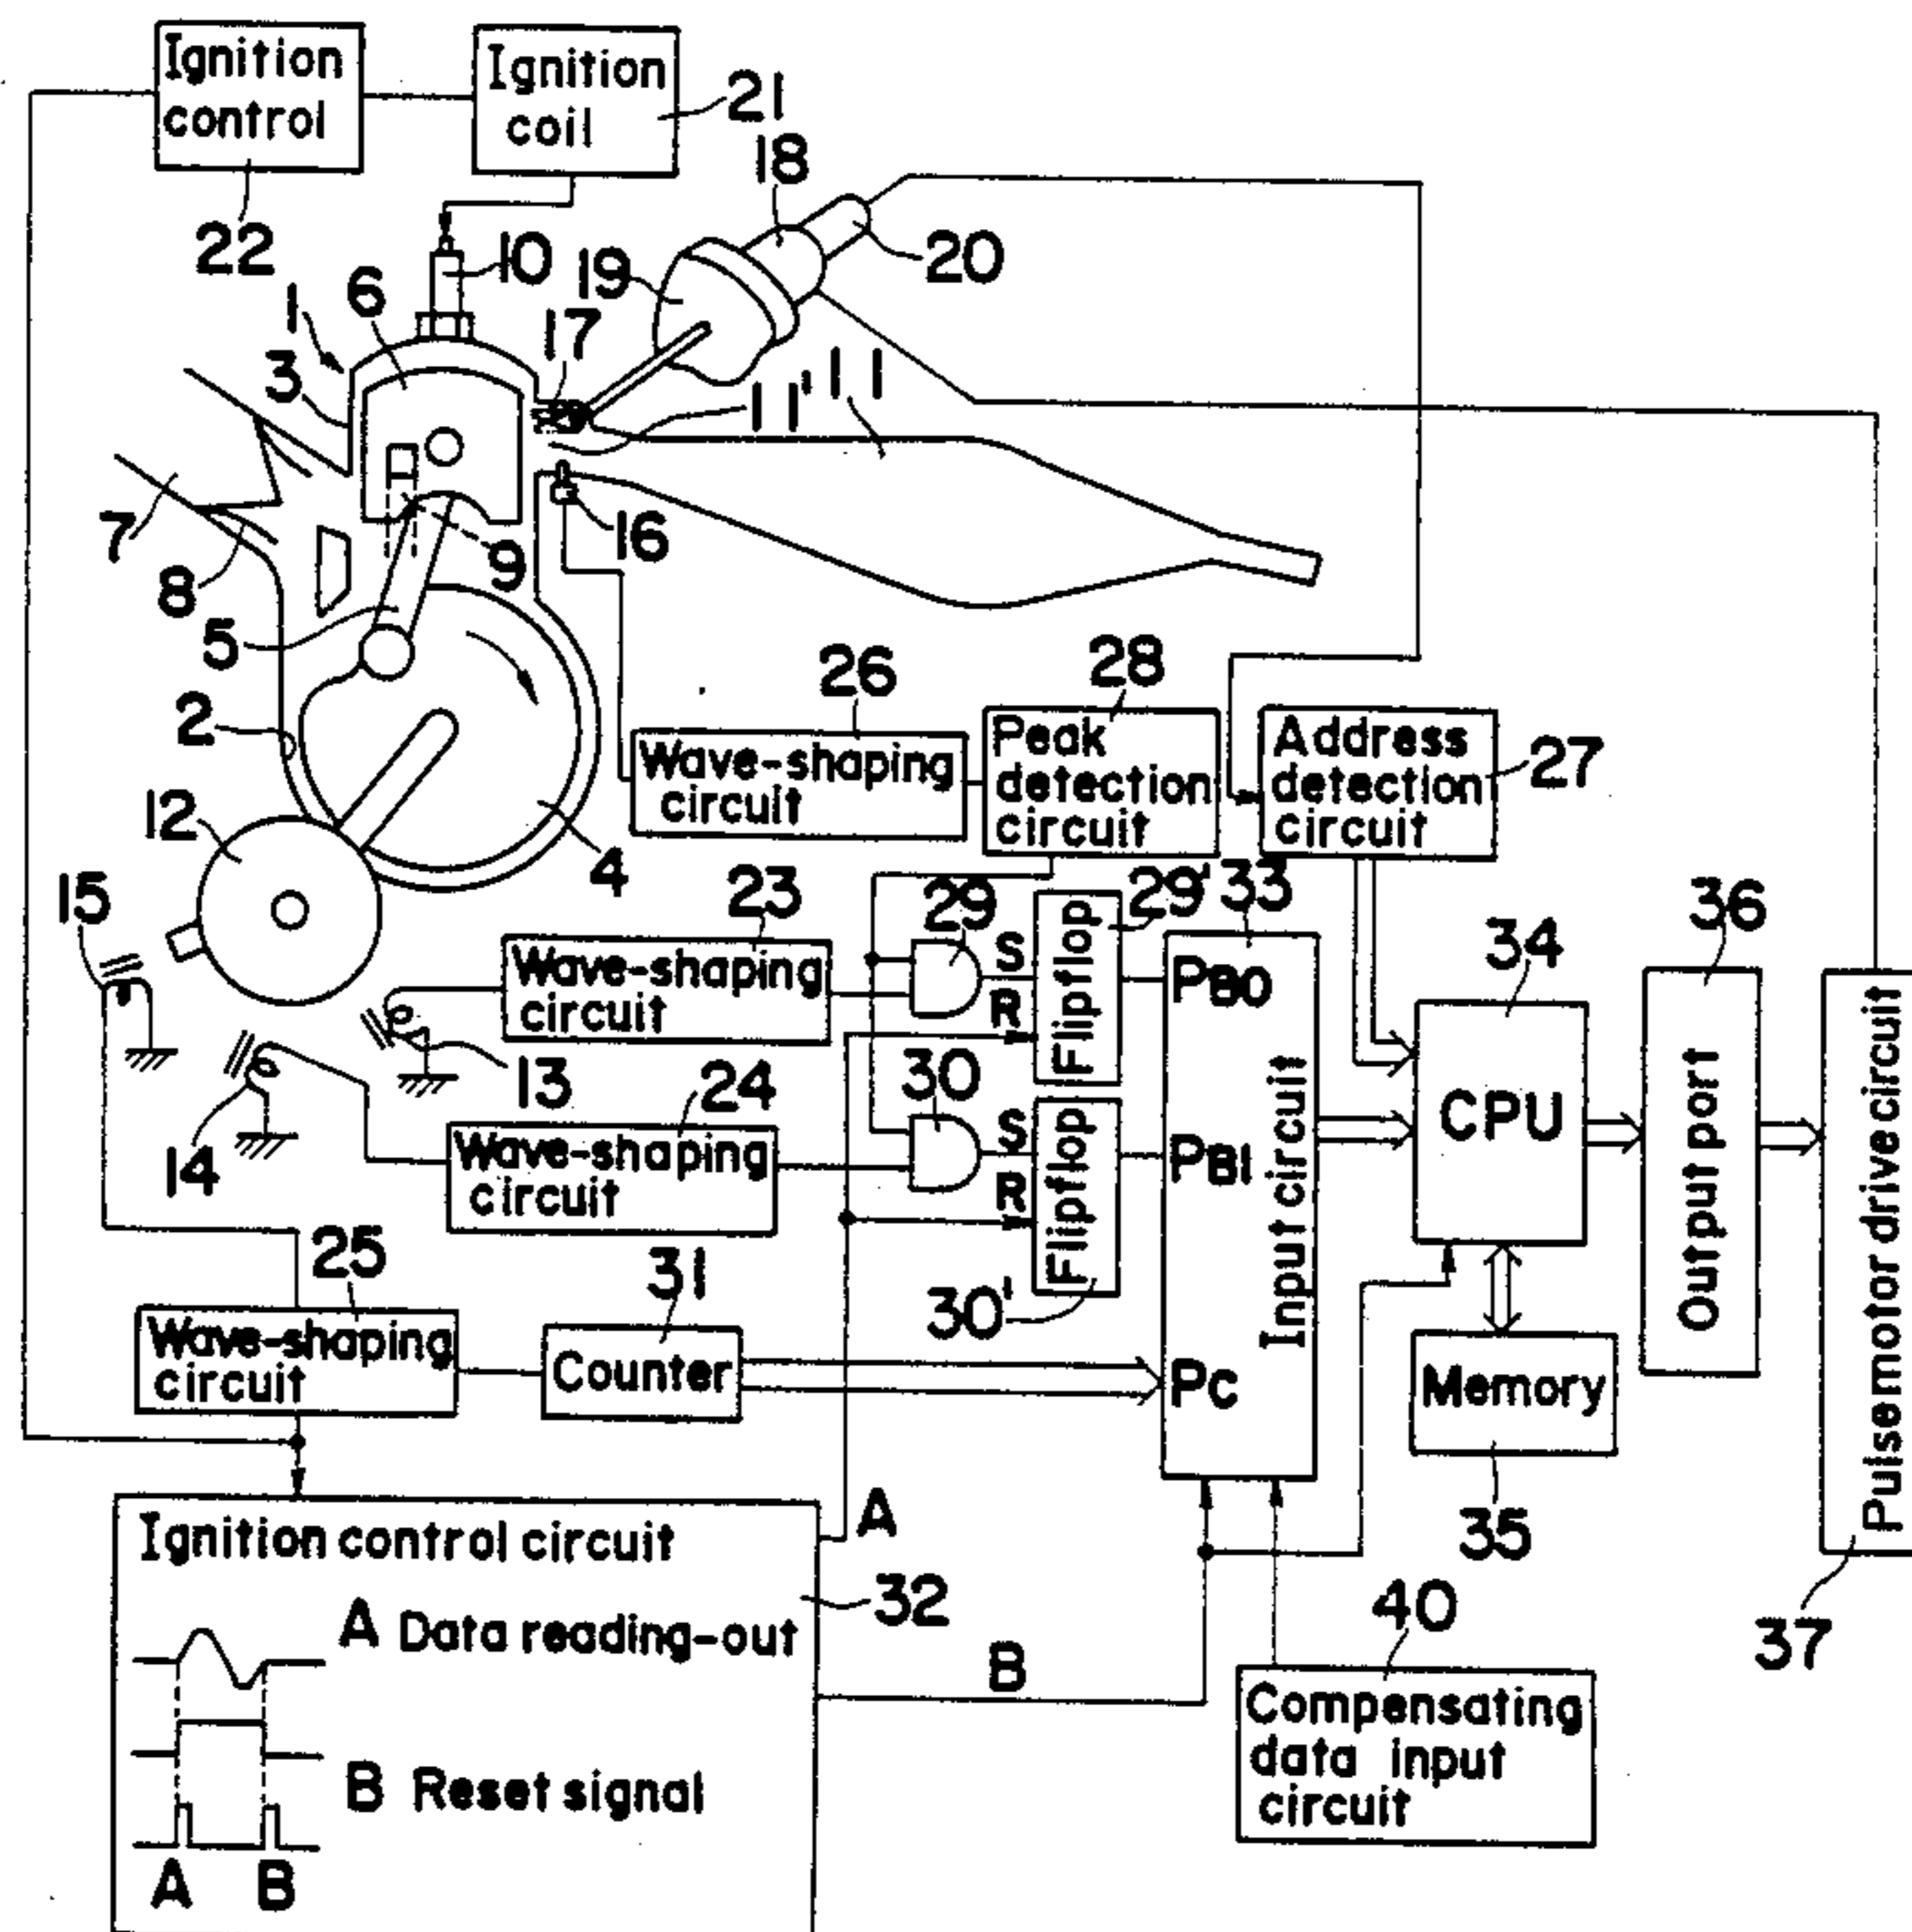 Ignition
control
Ignition
coil
21
18
22
10
19
20
1
6
17
3
11'
11
7
16
9
8
5
26
28
2
Wave-shaping
circuit
Peak
detection
circuit
Address
detection
circuit
27
12
4
15
23
29
29'
33
36
Wave-shaping
circuit
S
R
Flipflop
PB0
34
13
24
30
14
Wave-shaping
circuit
S
R
Flipflop
PB1
Input circuit
CPU
Output port
Pulsemotor drive circuit
25
31
30'
Wave-shaping
circuit
Counter
PC
Memory
35
Ignition control circuit
A
32
A Data reading-out
B
40
37
Compensating
data input
circuit
B Reset signal
A
B